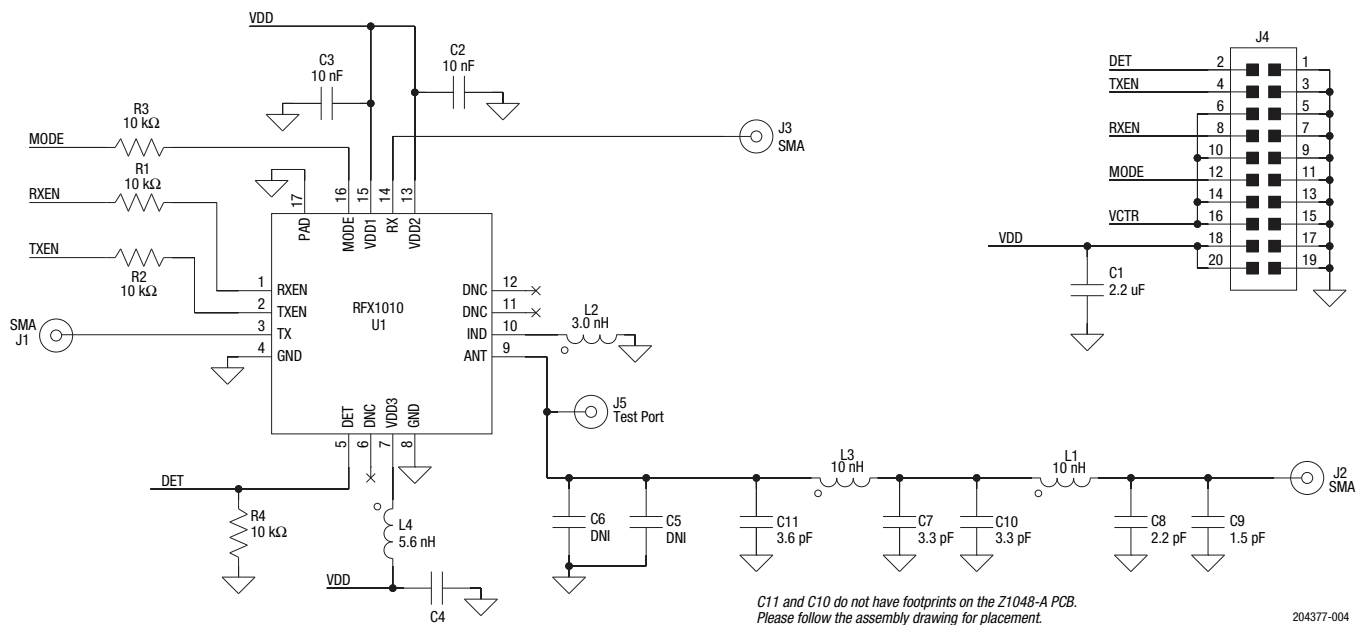 VDD
C3
10 nF
C2
10 nF
R3
10 kΩ
MODE
R1
10 kΩ
RXEN
TXEN
R2
10 kΩ
J3
SMA
17
16
15
14
13
PAD
MODE
VDD1
RX
VDD2
1
RXEN
2
TXEN
3
TX
4
GND
SMA
J1
RFX1010
U1
DNC
12
DNC
11
IND
10
ANT
9
L2
3.0 nH
DET
DNC
VDD3
GND
5
6
7
8
J5
Test Port
DET
R4
10 kΩ
L4
5.6 nH
VDD
C4
C6
DNI
C5
DNI
C11
3.6 pF
L3
10 nH
C7
3.3 pF
C10
3.3 pF
L1
10 nH
C8
2.2 pF
C9
1.5 pF
J2
SMA
J4
DET
2
1
TXEN
4
3
6
5
RXEN
8
7
10
9
MODE
12
11
14
13
VCTR
16
15
VDD
18
17
20
19
C1
2.2 uF
C11 and C10 do not have footprints on the Z1048-A PCB.
Please follow the assembly drawing for placement.
204377-004